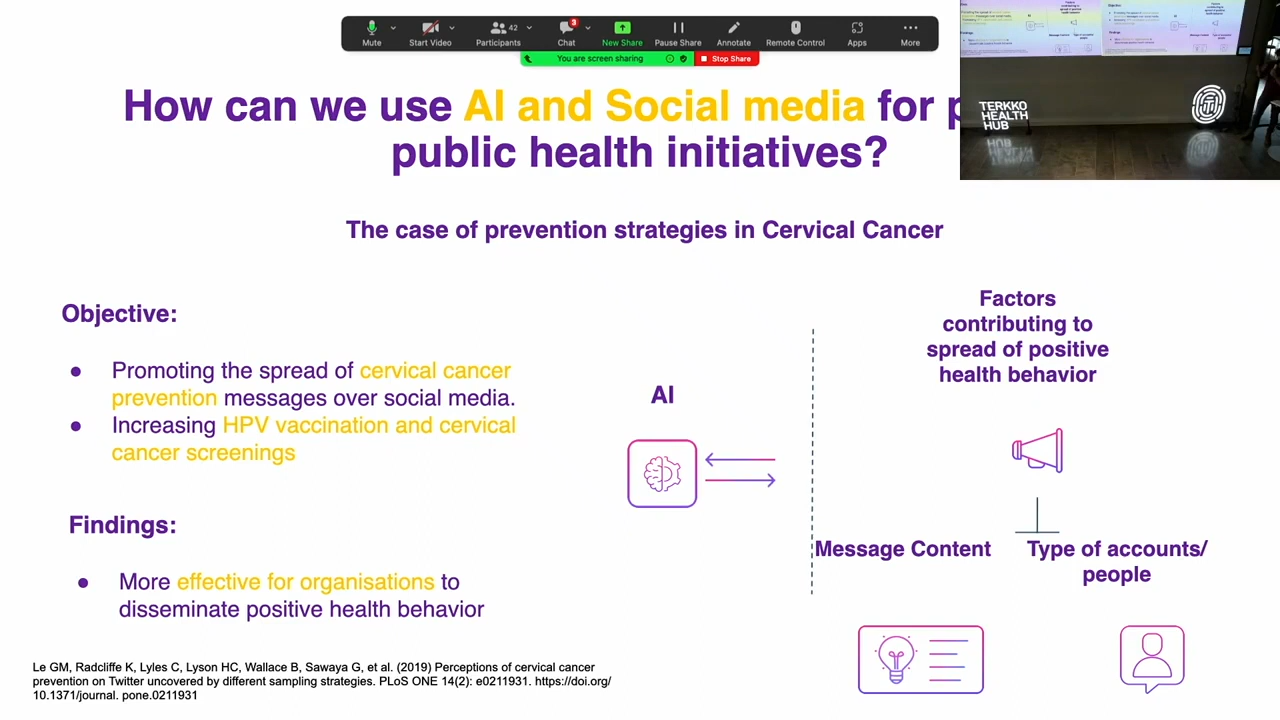 Mute
Start Video
Participants
42
Chat
3
New Share
Pause Share
Annotate
Remote Control
Apps
More
You are screen sharing
Stop Share
How can we use AI and Social media for p
public health initiatives?
TERKKO
HEALTH
HUB
The case of prevention strategies in Cervical Cancer
Objective:
● Promoting the spread of cervical cancer
prevention messages over social media.
● Increasing HPV vaccination and cervical
cancer screenings
Findings:
● More effective for organisations to
disseminate positive health behavior
AI
Factors
contributing to
spread of positive
health behavior
Message Content
Type of accounts/
people
Le GM, Radcliffe K, Lyles C, Lyson HC, Wallace B, Sawaya G, et al. (2019) Perceptions of cervical cancer
prevention on Twitter uncovered by different sampling strategies. PLoS ONE 14(2): e0211931. https://doi.org/
10.1371/journal. pone.0211931